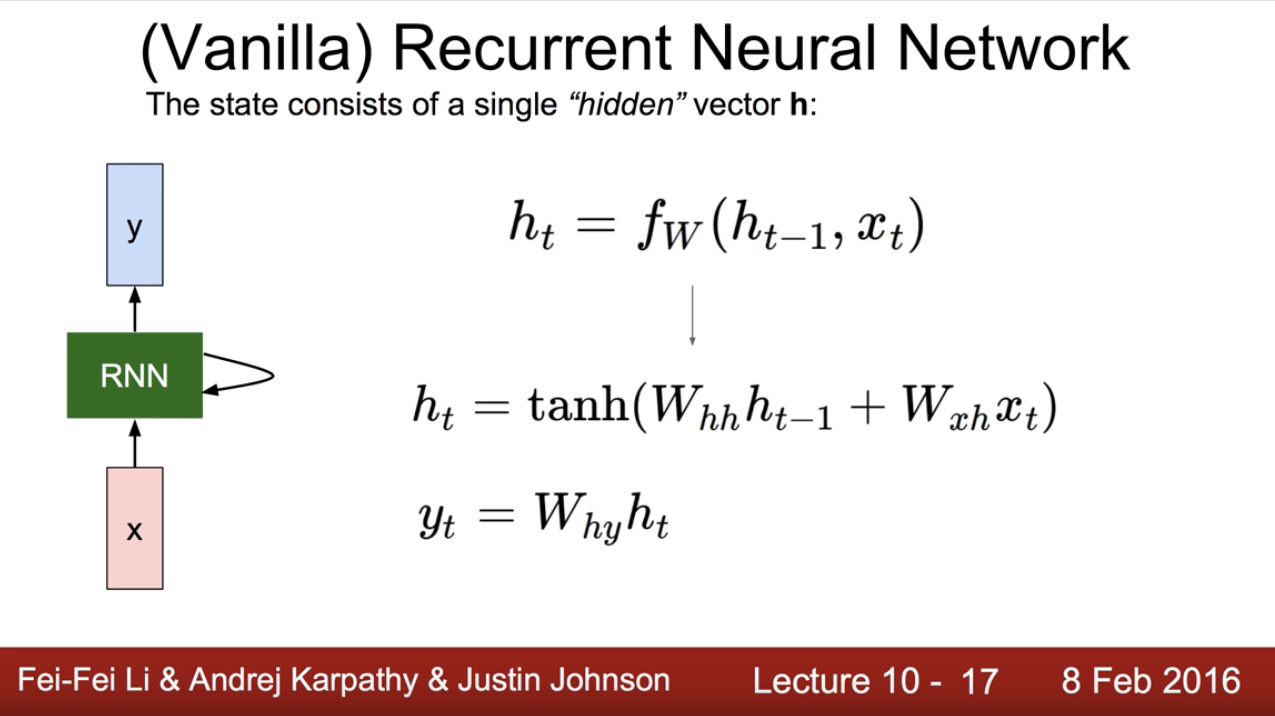 (Vanilla) Recurrent Neural Network
The state consists of a single “hidden” vector h:
y
RNN
x
h_t = f_W(h_{t−1}, x_t)
h_t = tanh(W_{hh}h_{t−1} + W_{xh}x_t)
y_t = W_{hy}h_t
Fei-Fei Li & Andrej Karpathy & Justin Johnson Lecture 10 - 17 8 Feb 2016